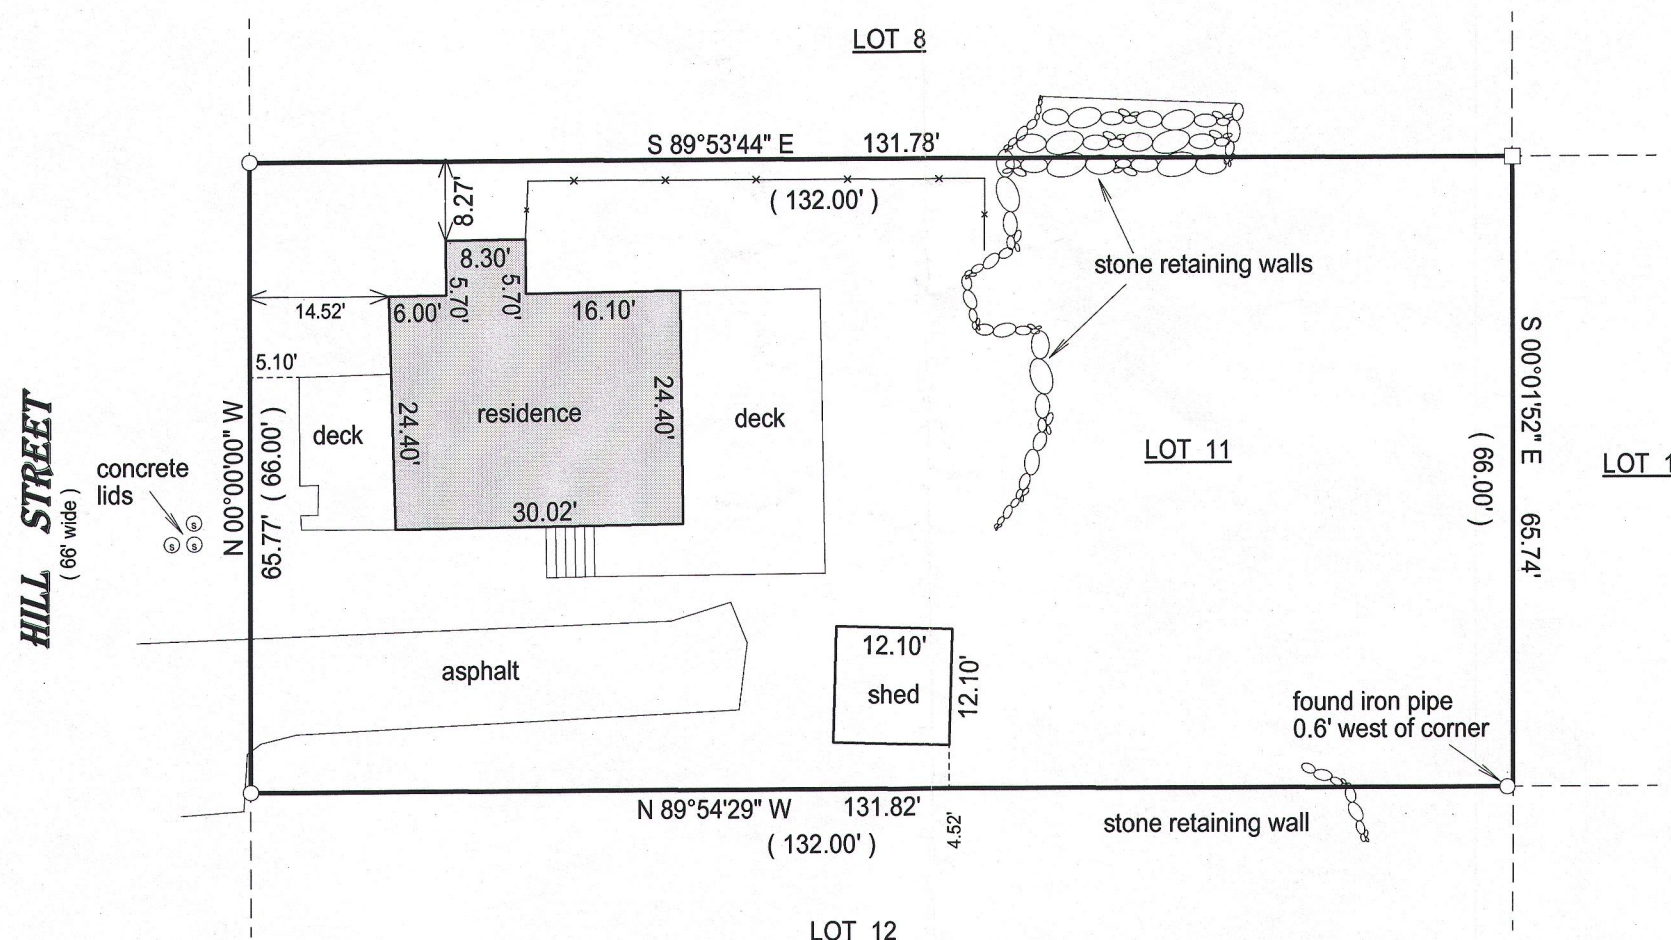 LOT 8
S 89°53'44" E 131.78'
( 132.00' )
8.27'
8.30'
5.70'
5.70'
stone retaining walls
14.52'
6.00'
16.10'
5.10'
24.40'
residence
24.40'
deck
deck
30.02'
LOT 11
S 00°01'52" E 65.74'
( 66.00' )
LOT 1
HILL STREET
( 66' wide )
concrete
lids
S
S S
N 00°00'00" W
65.77' ( 66.00' )
asphalt
12.10'
shed
12.10'
found iron pipe
0.6' west of corner
N 89°54'29" W 131.82'
( 132.00' )
4.52'
stone retaining wall
LOT 12